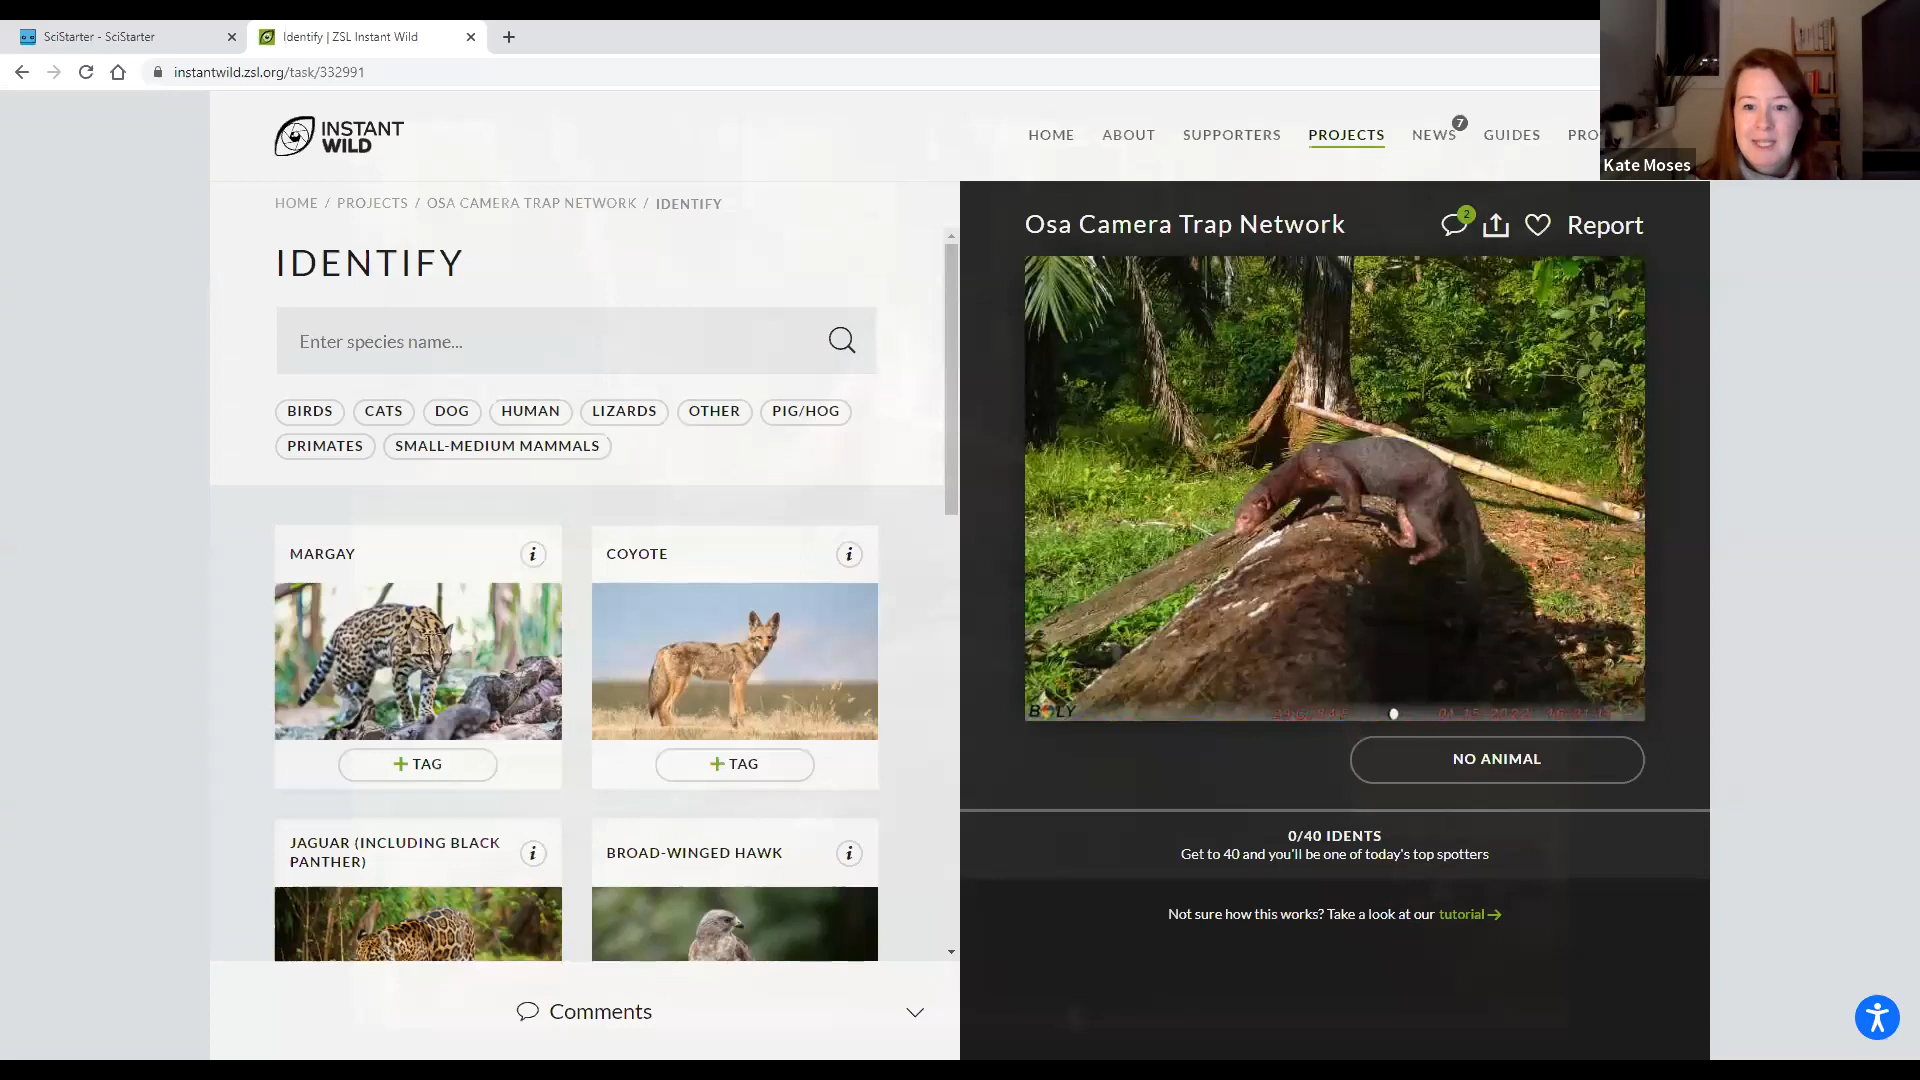 SciStarter - SciStarter
Identify | ZSL Instant Wild
instantwild.zsl.org/task/332991
INSTANT
WILD
HOME
ABOUT
SUPPORTERS
PROJECTS
NEWS
7
GUIDES
PRO
Kate Moses
HOME / PROJECTS / OSA CAMERA TRAP NETWORK / IDENTIFY
IDENTIFY
Enter species name...
BIRDS
CATS
DOG
HUMAN
LIZARDS
OTHER
PIG/HOG
PRIMATES
SMALL-MEDIUM MAMMALS
MARGAY
i
COYOTE
i
+ TAG
+ TAG
JAGUAR (INCLUDING BLACK
PANTHER)
i
BROAD-WINGED HAWK
i
Comments
Osa Camera Trap Network
2
Report
BOLY
NO ANIMAL
0/40 IDENTS
Get to 40 and you'll be one of today's top spotters
Not sure how this works? Take a look at our tutorial